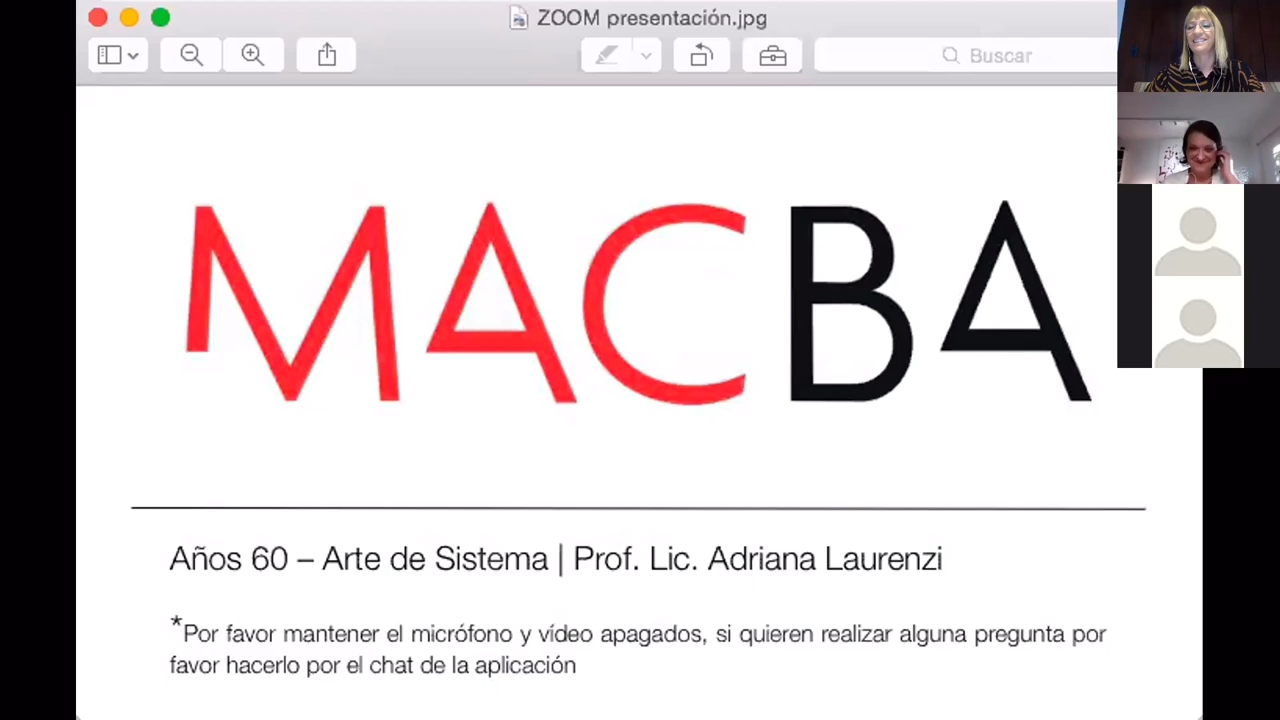 ZOOM presentación.jpg
Buscar
MACBA
Años 60 – Arte de Sistema | Prof. Lic. Adriana Laurenzi
*Por favor mantener el micrófono y vídeo apagados, si quieren realizar alguna pregunta por
favor hacerlo por el chat de la aplicación